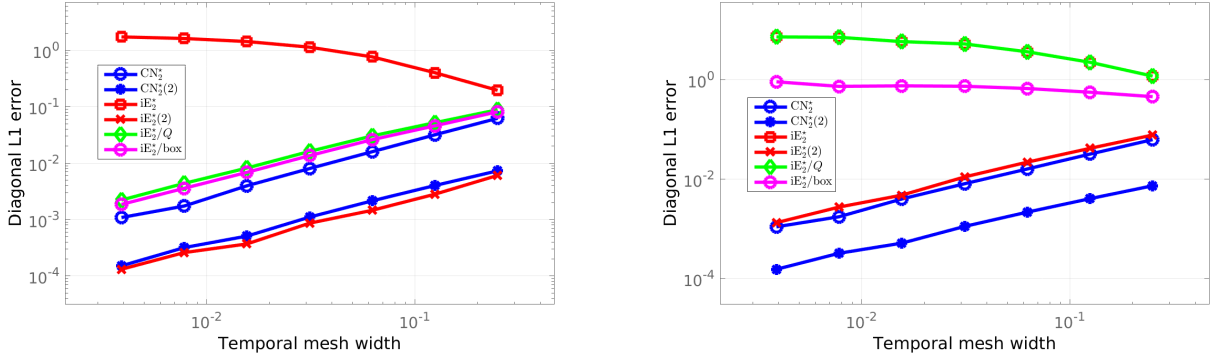 Diagonal L1 error
10⁰
10⁻¹
10⁻²
10⁻³
10⁻⁴
CN₂*
CN₂*(2)
iE₂*
iE₂*(2)
iE₂*/Q
iE₂*/box
10⁻²
10⁻¹
Temporal mesh width
Diagonal L1 error
10²
10⁰
10⁻²
10⁻⁴
CN₂*
CN₂*(2)
iE₂*
iE₂*(2)
iE₂*/Q
iE₂*/box
10⁻²
10⁻¹
Temporal mesh width